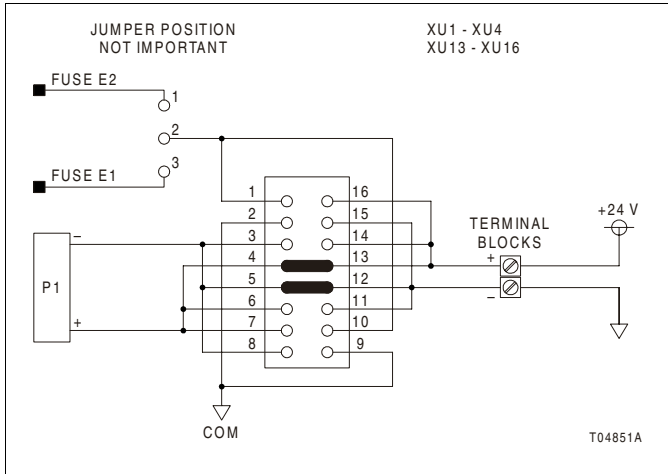 JUMPER POSITION
NOT IMPORTANT
XU1 - XU4
XU13 - XU16
FUSE E2
1
2
3
FUSE E1
1 16
2 15
3 14
4 13
5 12
6 11
7 10
8 9
–
P1
+
TERMINAL
BLOCKS
+
–
+24 V
COM
T04851A